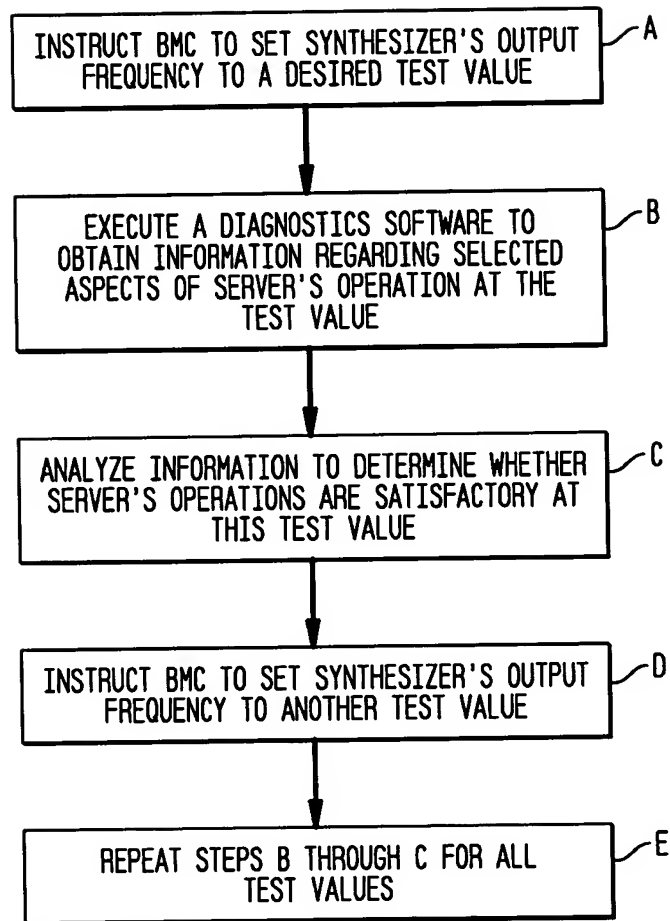 INSTRUCT BMC TO SET SYNTHESIZER'S OUTPUT
FREQUENCY TO A DESIRED TEST VALUE
A
EXECUTE A DIAGNOSTICS SOFTWARE TO
OBTAIN INFORMATION REGARDING SELECTED
ASPECTS OF SERVER'S OPERATION AT THE
TEST VALUE
B
ANALYZE INFORMATION TO DETERMINE WHETHER
SERVER'S OPERATIONS ARE SATISFACTORY AT
THIS TEST VALUE
C
INSTRUCT BMC TO SET SYNTHESIZER'S OUTPUT
FREQUENCY TO ANOTHER TEST VALUE
D
REPEAT STEPS B THROUGH C FOR ALL
TEST VALUES
E